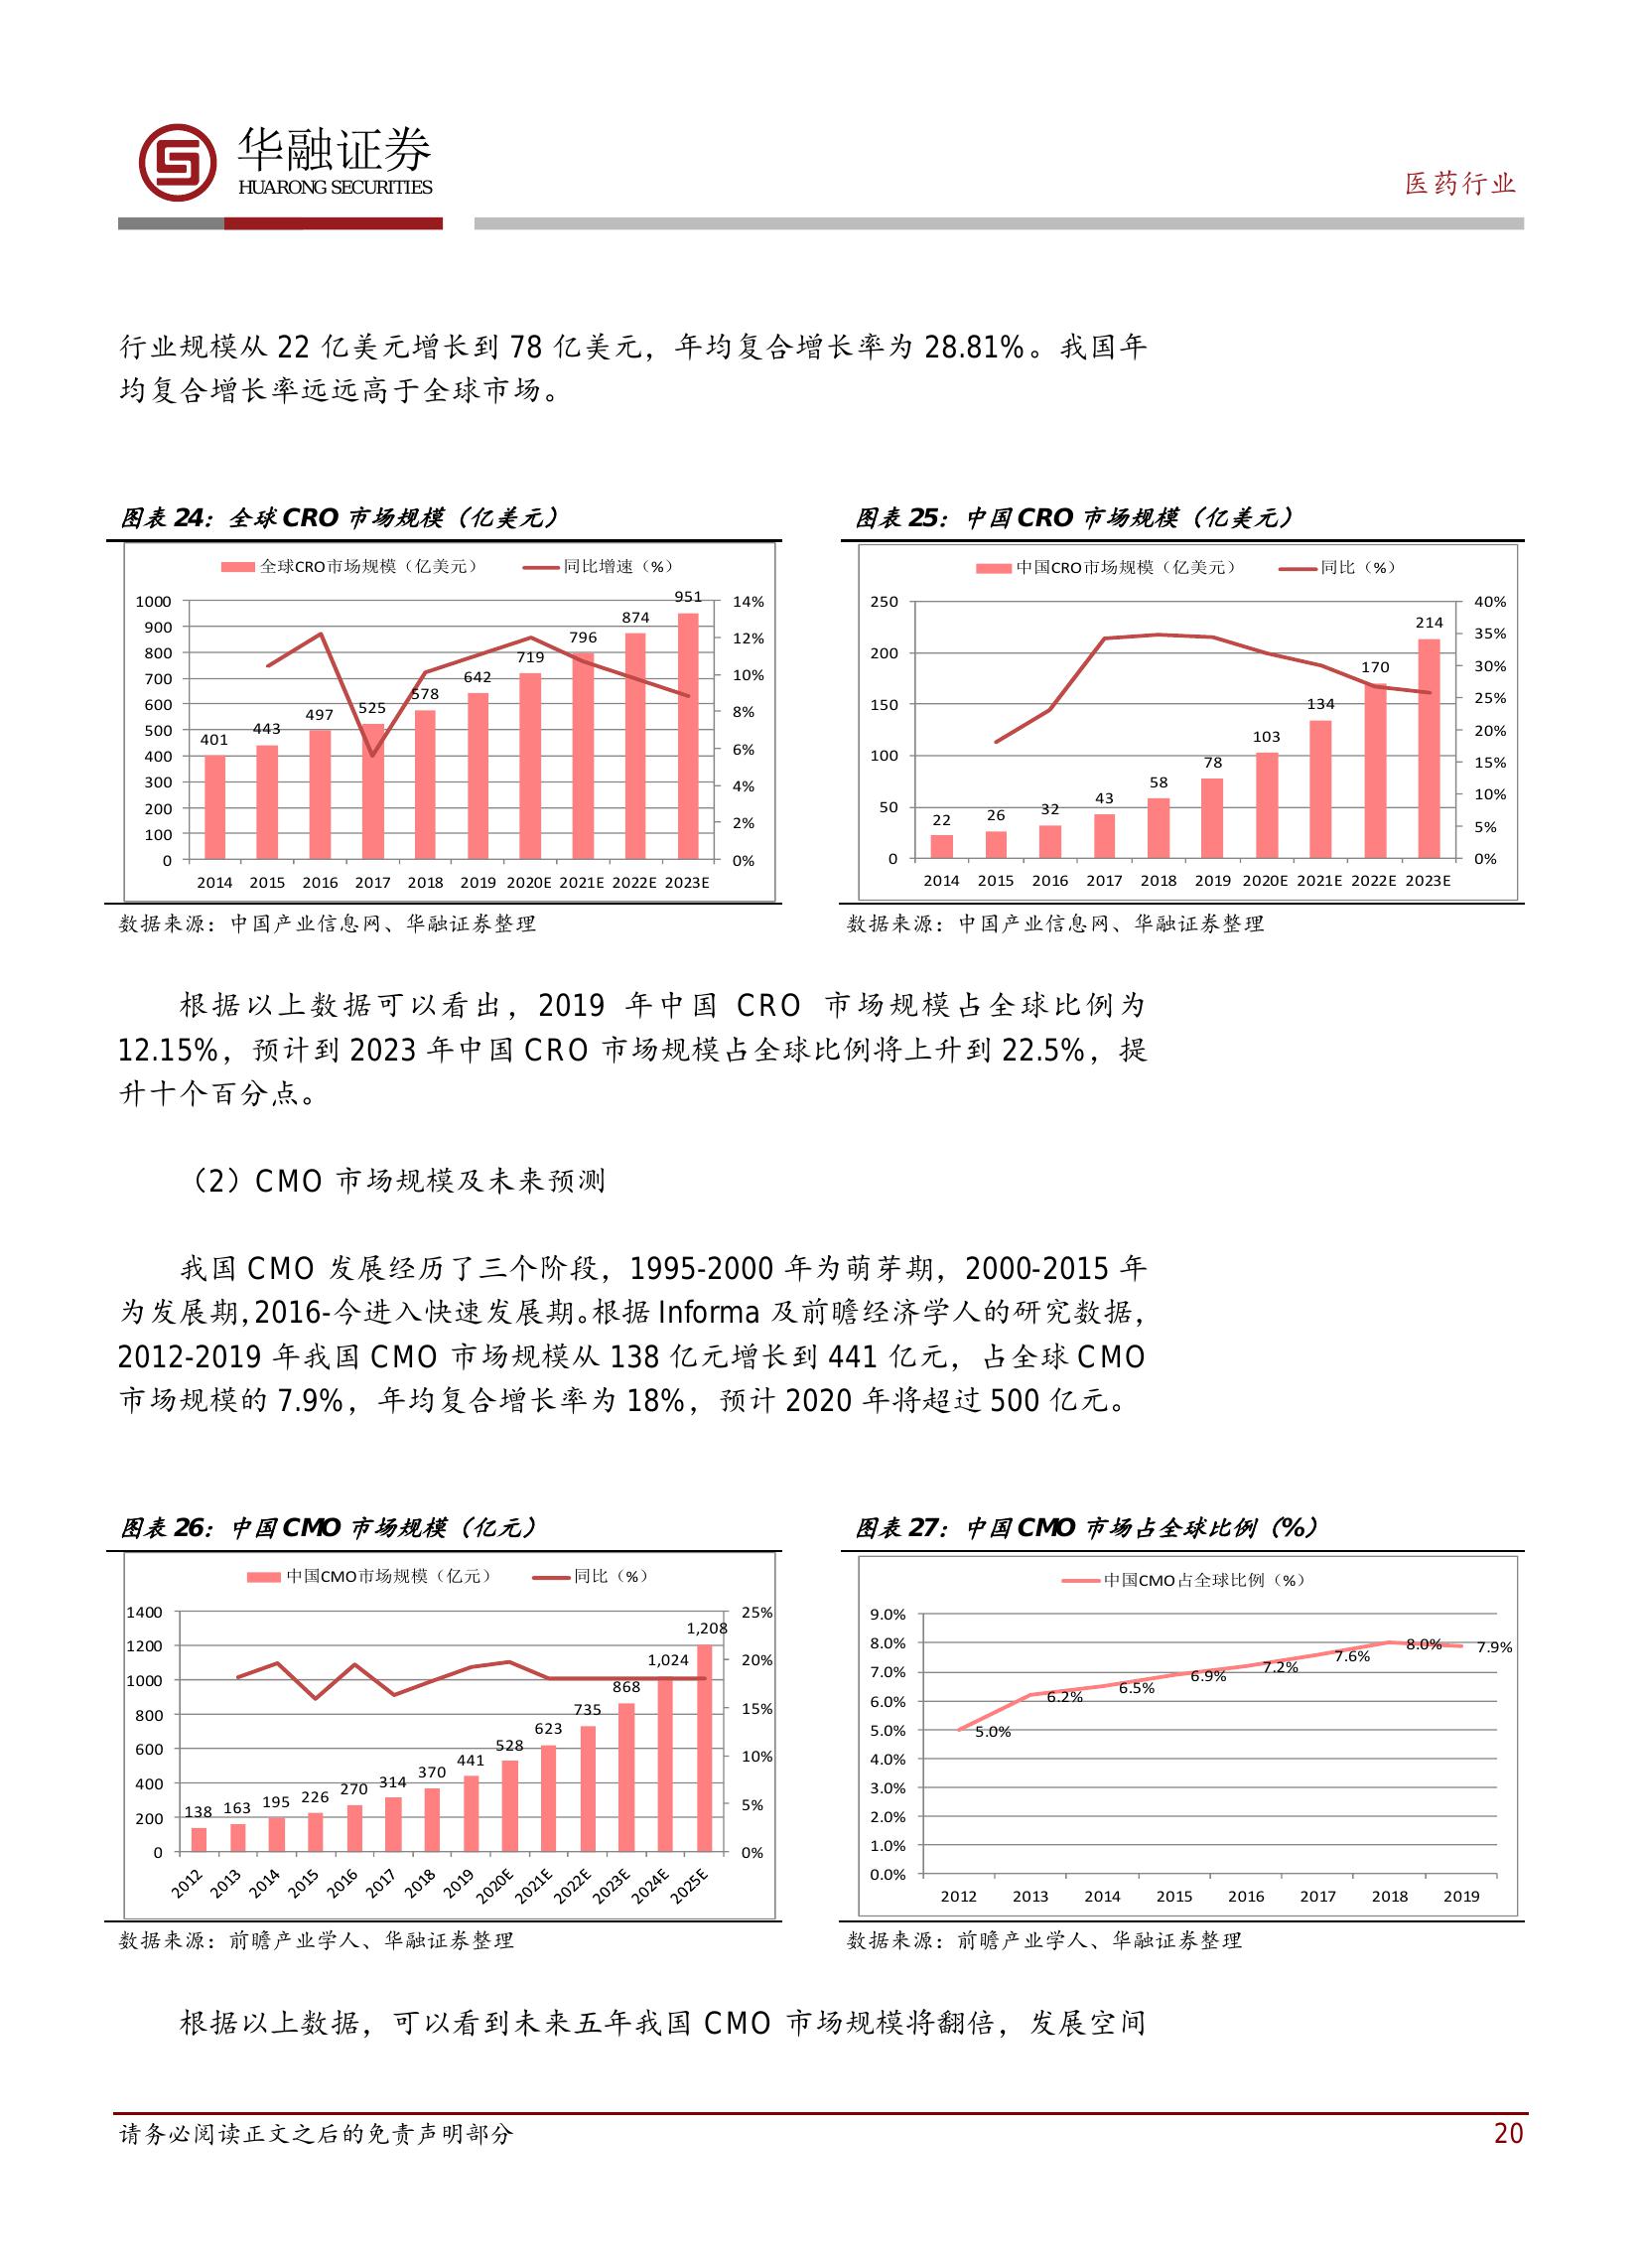 华融证券
HUARONG SECURITIES
医药行业
行业规模从 22 亿美元增长到 78 亿美元，年均复合增长率为 28.81%。我国年
均复合增长率远远高于全球市场。
图表 24：全球 CRO 市场规模（亿美元）
全球CRO市场规模（亿美元） 同比增速（%）
1000 900 800 700 600 500 400 300 200 100 0
401 443 497 525 578 642 719 796 874 951
14% 12% 10% 8% 6% 4% 2% 0%
2014 2015 2016 2017 2018 2019 2020E 2021E 2022E 2023E
数据来源：中国产业信息网、华融证券整理
图表 25：中国 CRO 市场规模（亿美元）
中国CRO市场规模（亿美元） 同比（%）
250 200 150 100 50 0
22 26 32 43 58 78 103 134 170 214
40% 35% 30% 25% 20% 15% 10% 5% 0%
2014 2015 2016 2017 2018 2019 2020E 2021E 2022E 2023E
数据来源：中国产业信息网、华融证券整理
根据以上数据可以看出，2019 年中国 CRO 市场规模占全球比例为
12.15%，预计到 2023 年中国 CRO 市场规模占全球比例将上升到 22.5%，提
升十个百分点。
（2）CMO 市场规模及未来预测
我国 CMO 发展经历了三个阶段，1995-2000 年为萌芽期，2000-2015 年
为发展期，2016-今进入快速发展期。根据 Informa 及前瞻经济学人的研究数据，
2012-2019 年我国 CMO 市场规模从 138 亿元增长到 441 亿元，占全球 CMO
市场规模的 7.9%，年均复合增长率为 18%，预计 2020 年将超过 500 亿元。
图表 26：中国 CMO 市场规模（亿元）
中国CMO市场规模（亿元） 同比（%）
1400 1200 1000 800 600 400 200 0
138 163 195 226 270 314 370 441 528 623 735 868 1,024 1,208
25% 20% 15% 10% 5% 0%
2012 2013 2014 2015 2016 2017 2018 2019 2020E 2021E 2022E 2023E 2024E 2025E
数据来源：前瞻产业学人、华融证券整理
图表 27：中国 CMO 市场占全球比例（%）
中国CMO占全球比例（%）
9.0% 8.0% 7.0% 6.0% 5.0% 4.0% 3.0% 2.0% 1.0% 0.0%
5.0% 6.2% 6.5% 6.9% 7.2% 7.6% 8.0% 7.9%
2012 2013 2014 2015 2016 2017 2018 2019
数据来源：前瞻产业学人、华融证券整理
根据以上数据，可以看到未来五年我国 CMO 市场规模将翻倍，发展空间
请务必阅读正文之后的免责声明部分
20